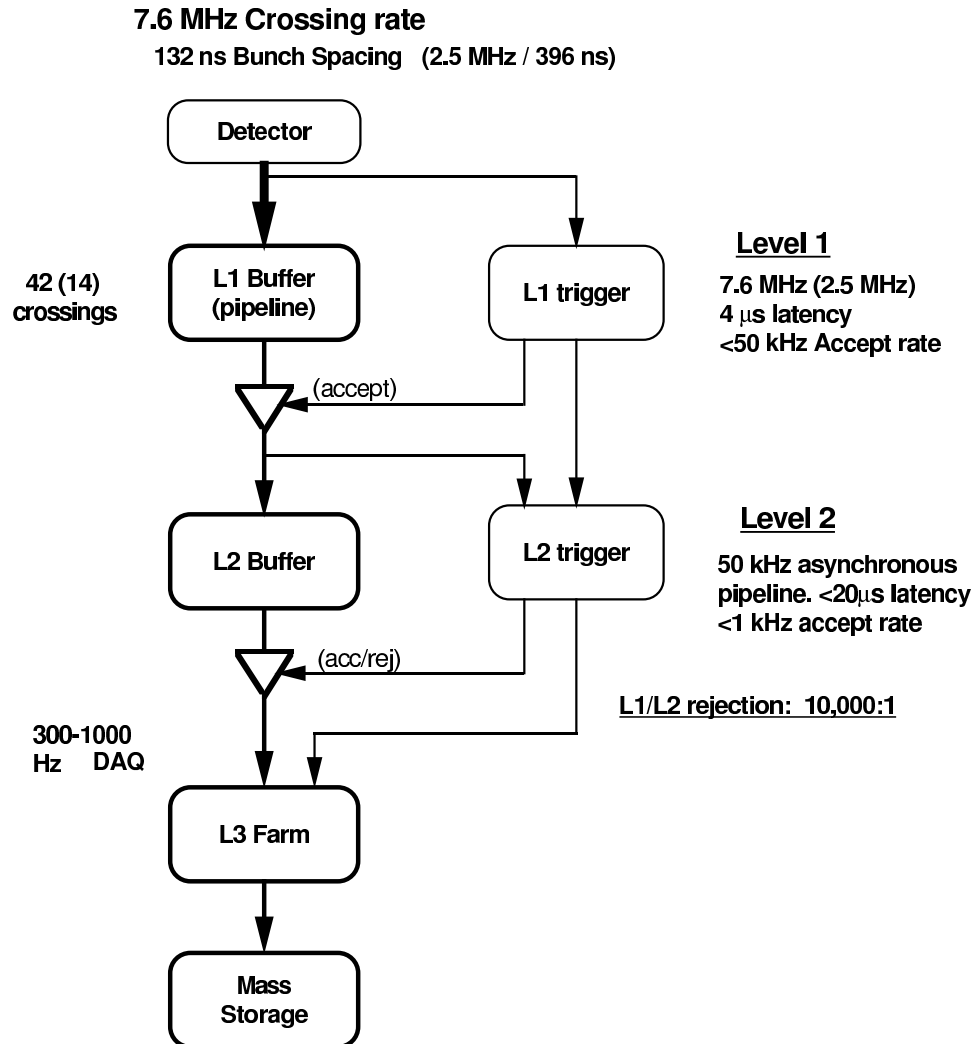 7.6 MHz Crossing rate
132 ns Bunch Spacing (2.5 MHz / 396 ns)
Detector
L1 Buffer
(pipeline)
L1 trigger
42 (14)
crossings
Level 1
7.6 MHz (2.5 MHz)
4 μs latency
<50 kHz Accept rate
(accept)
L2 Buffer
L2 trigger
Level 2
50 kHz asynchronous
pipeline. <20μs latency
<1 kHz accept rate
(acc/rej)
L1/L2 rejection: 10,000:1
300-1000
Hz DAQ
L3 Farm
Mass
Storage